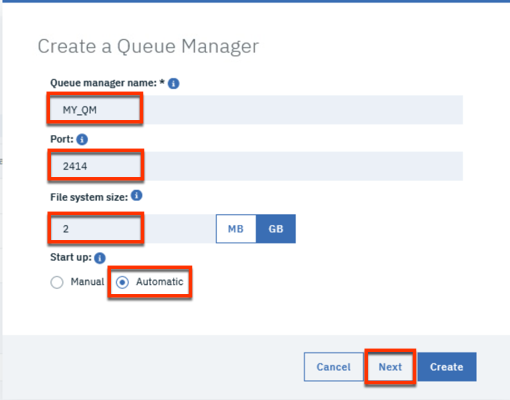 Create a Queue Manager
Queue manager name: *
MY_QM
Port:
2414
File system size:
2 MB GB
Start up:
Manual Automatic
Cancel Next Create